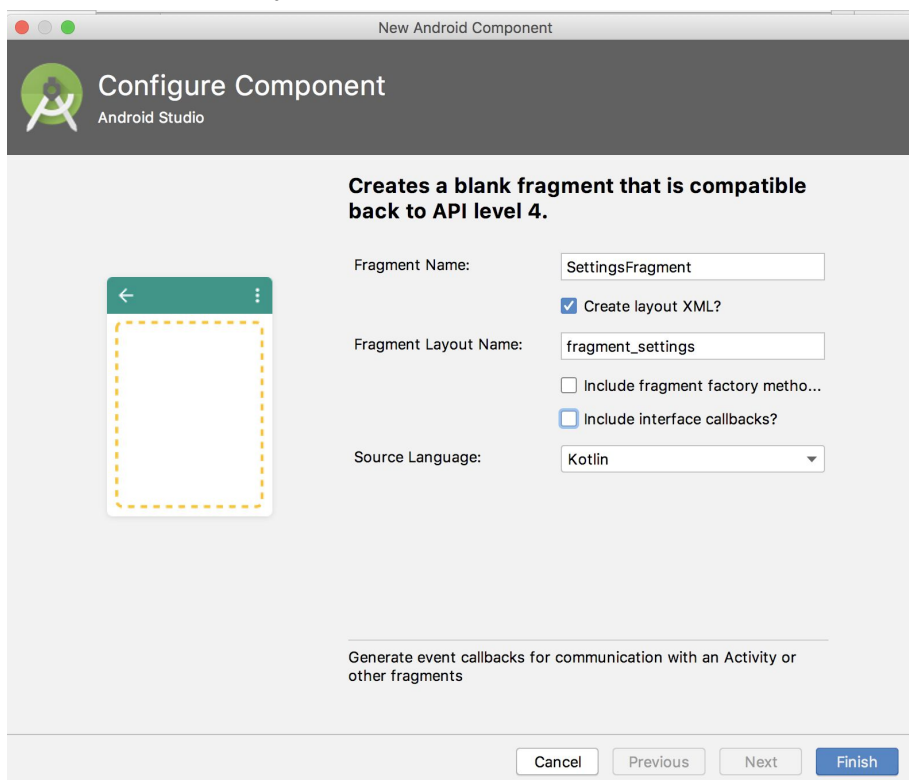 New Android Component
Configure Component
Android Studio
Creates a blank fragment that is compatible
back to API level 4.
Fragment Name:
SettingsFragment
Create layout XML?
Fragment Layout Name:
fragment_settings
Include fragment factory metho...
Include interface callbacks?
Source Language:
Kotlin
Generate event callbacks for communication with an Activity or
other fragments
Cancel
Previous
Next
Finish